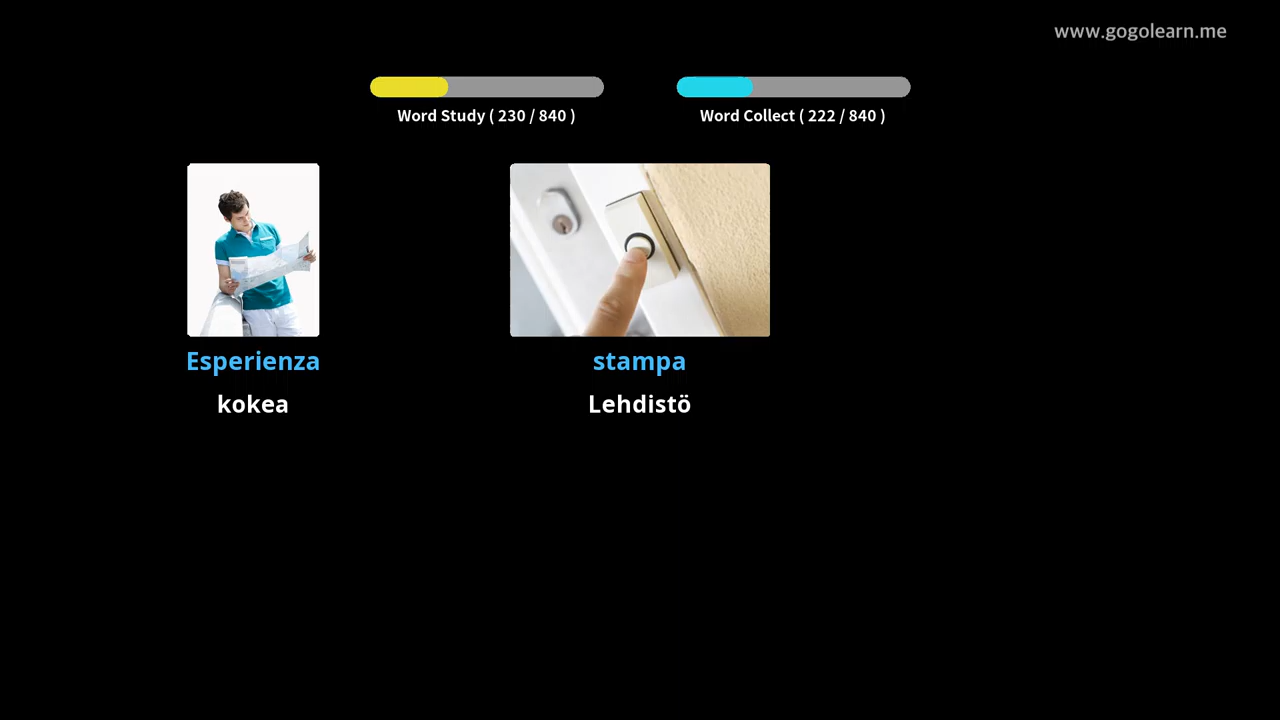 www.gogolearn.me
Word Study ( 230 / 840 )
Word Collect ( 222 / 840 )
Esperienza
stampa
kokea
Lehdistö